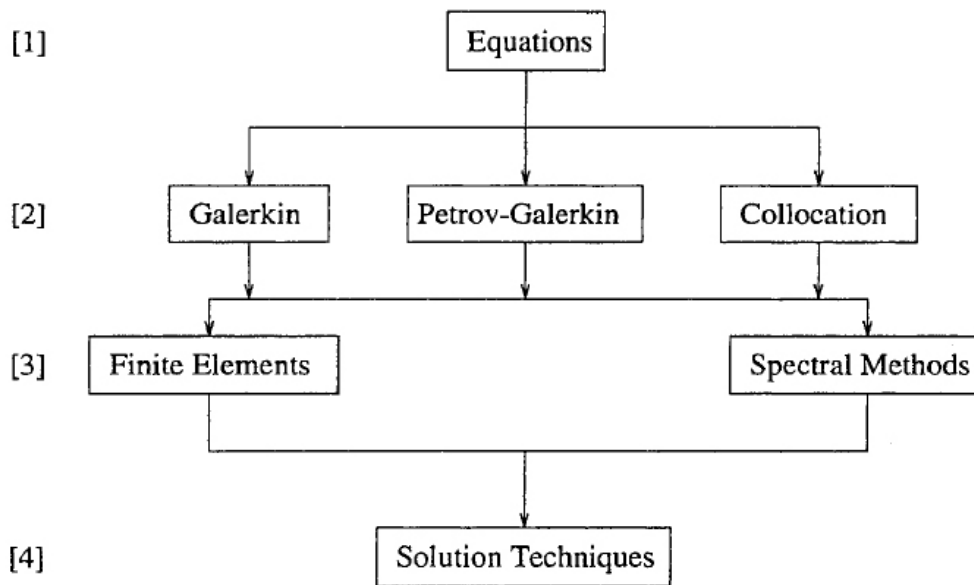 [1] Equations
[2] Galerkin Petrov-Galerkin Collocation
[3] Finite Elements Spectral Methods
[4] Solution Techniques